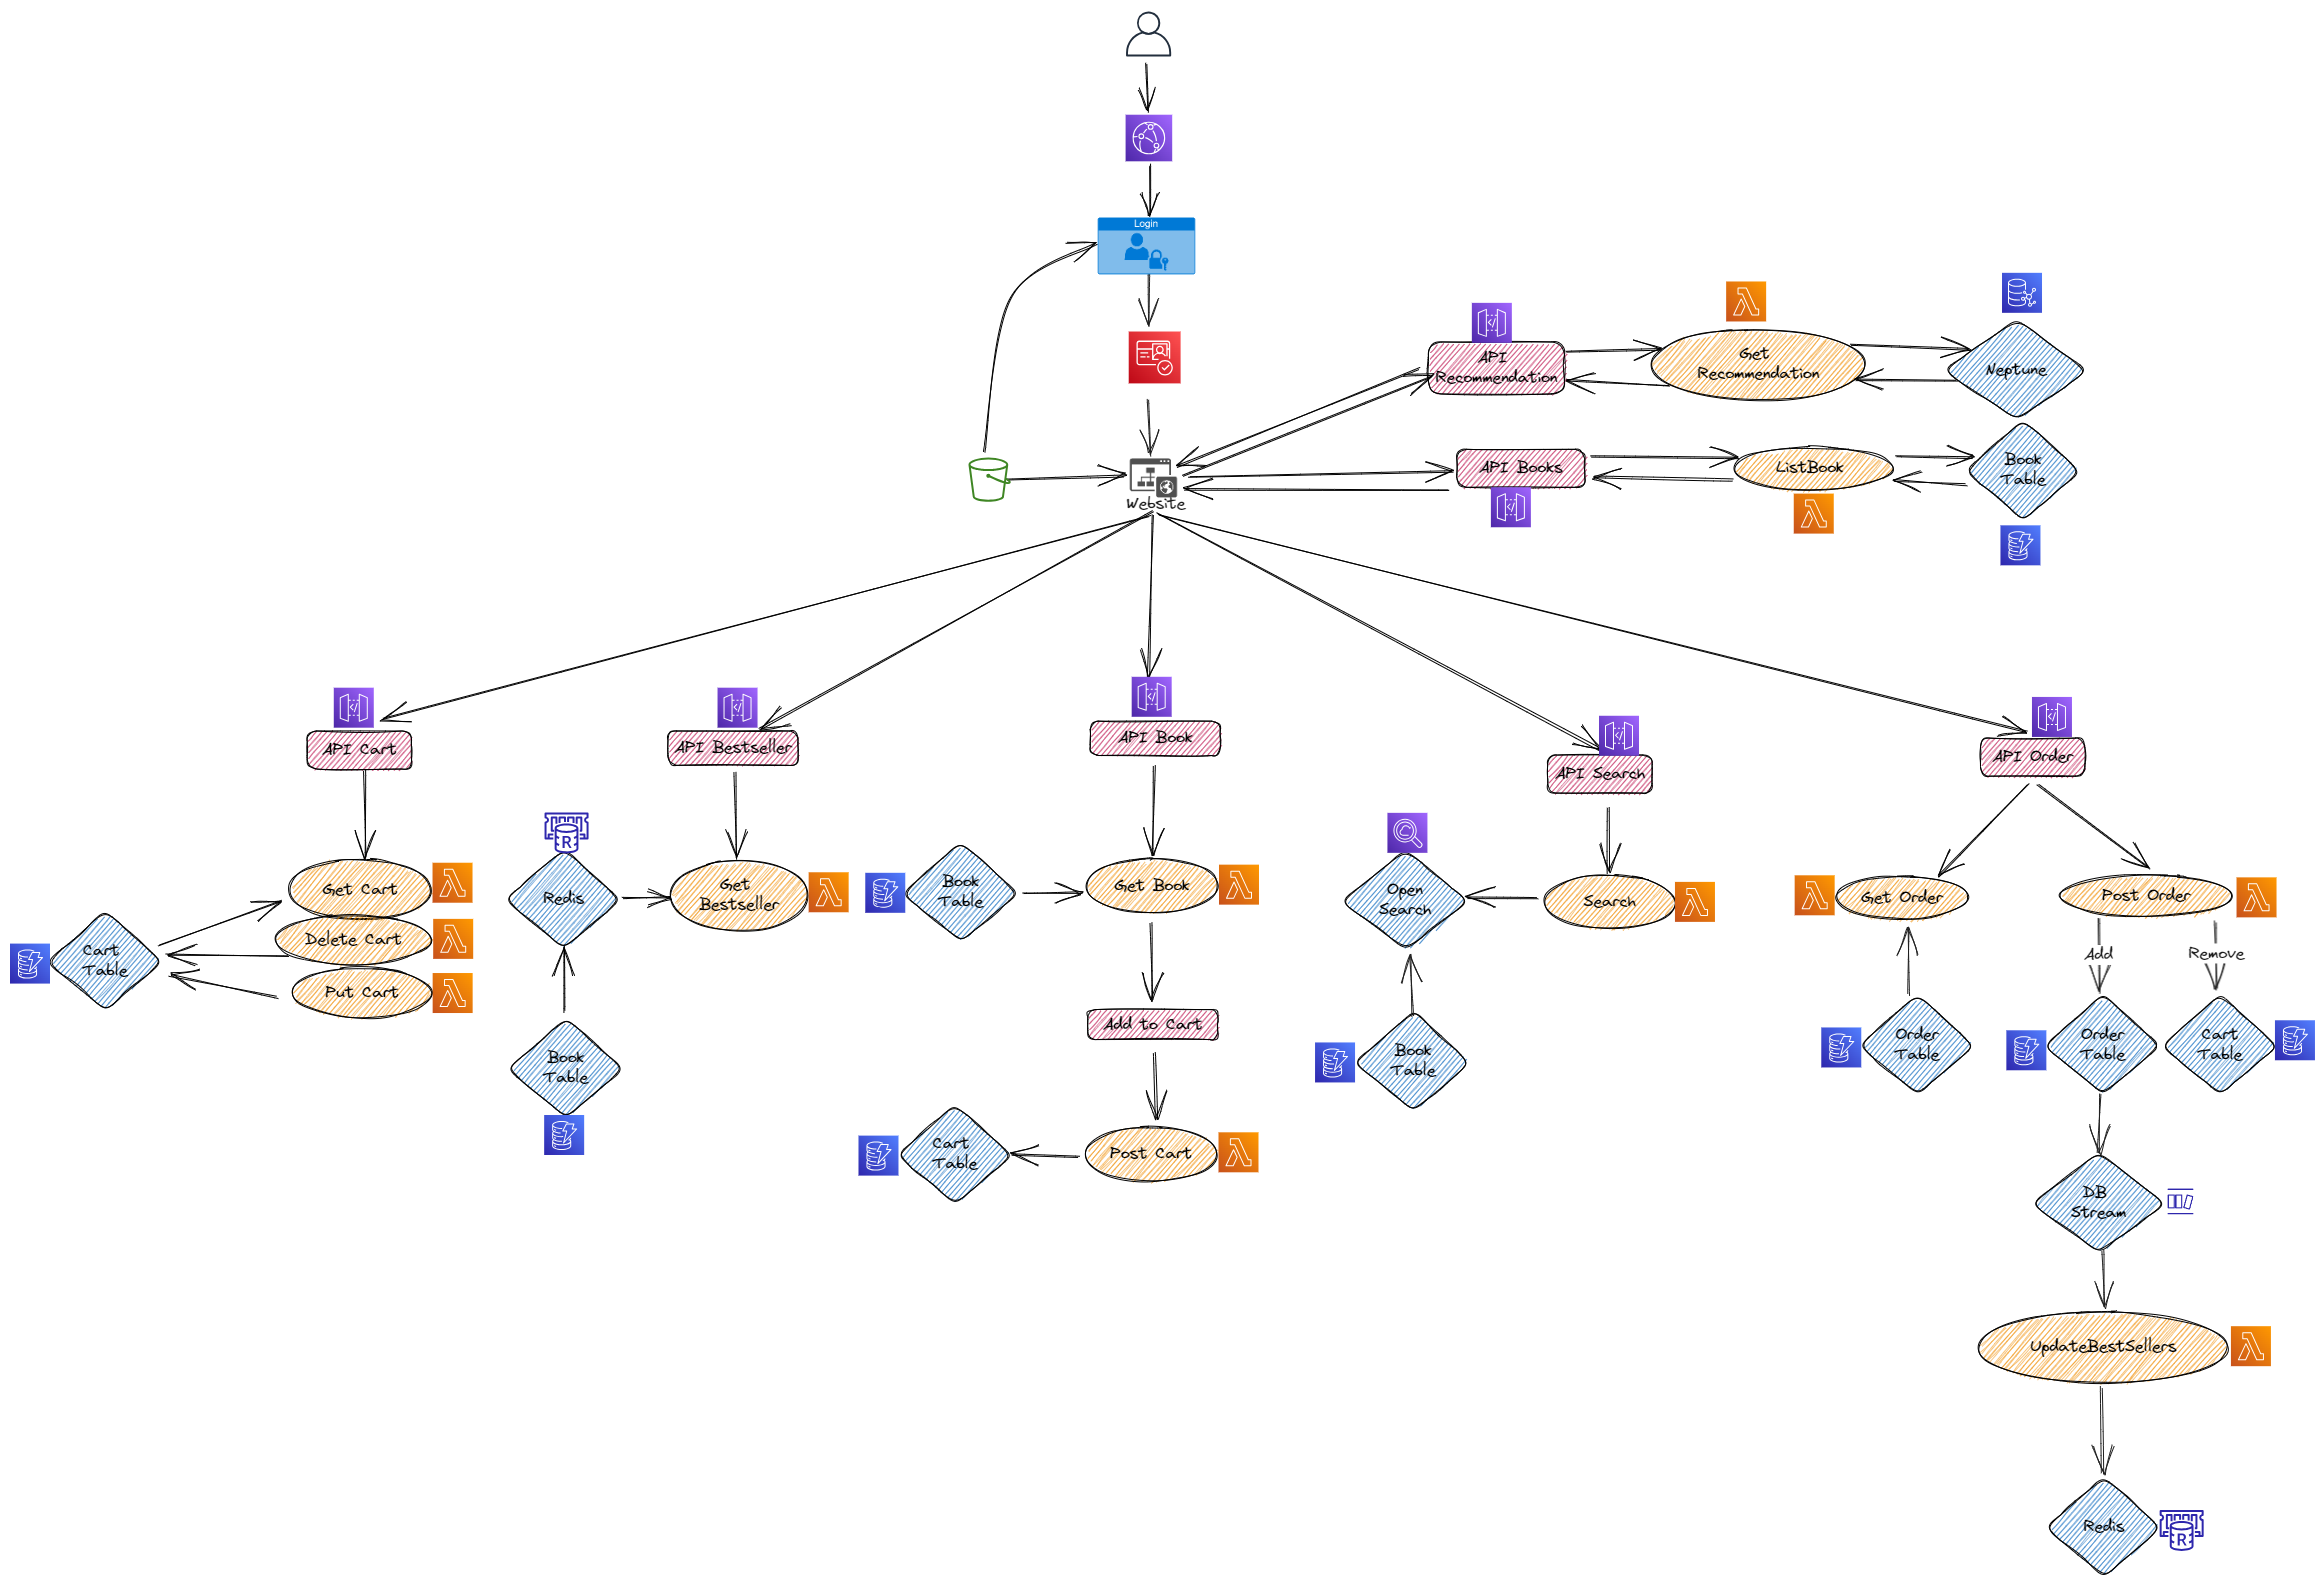 Login
API
Recommendation
Get
Recommendation
Neptune
API Books
ListBook
Book
Table
Website
API Cart
API Bestseller
API Book
API Search
API Order
Get Cart
Delete Cart
Put Cart
Cart
Table
R
Redis
Get
Bestseller
Book
Table
Book
Table
Get Book
Add to Cart
Post Cart
Cart
Table
Open
Search
Search
Book
Table
Get Order
Post Order
Add
Remove
Order
Table
Order
Table
Cart
Table
DB
Stream
UpdateBestSellers
Redis
R